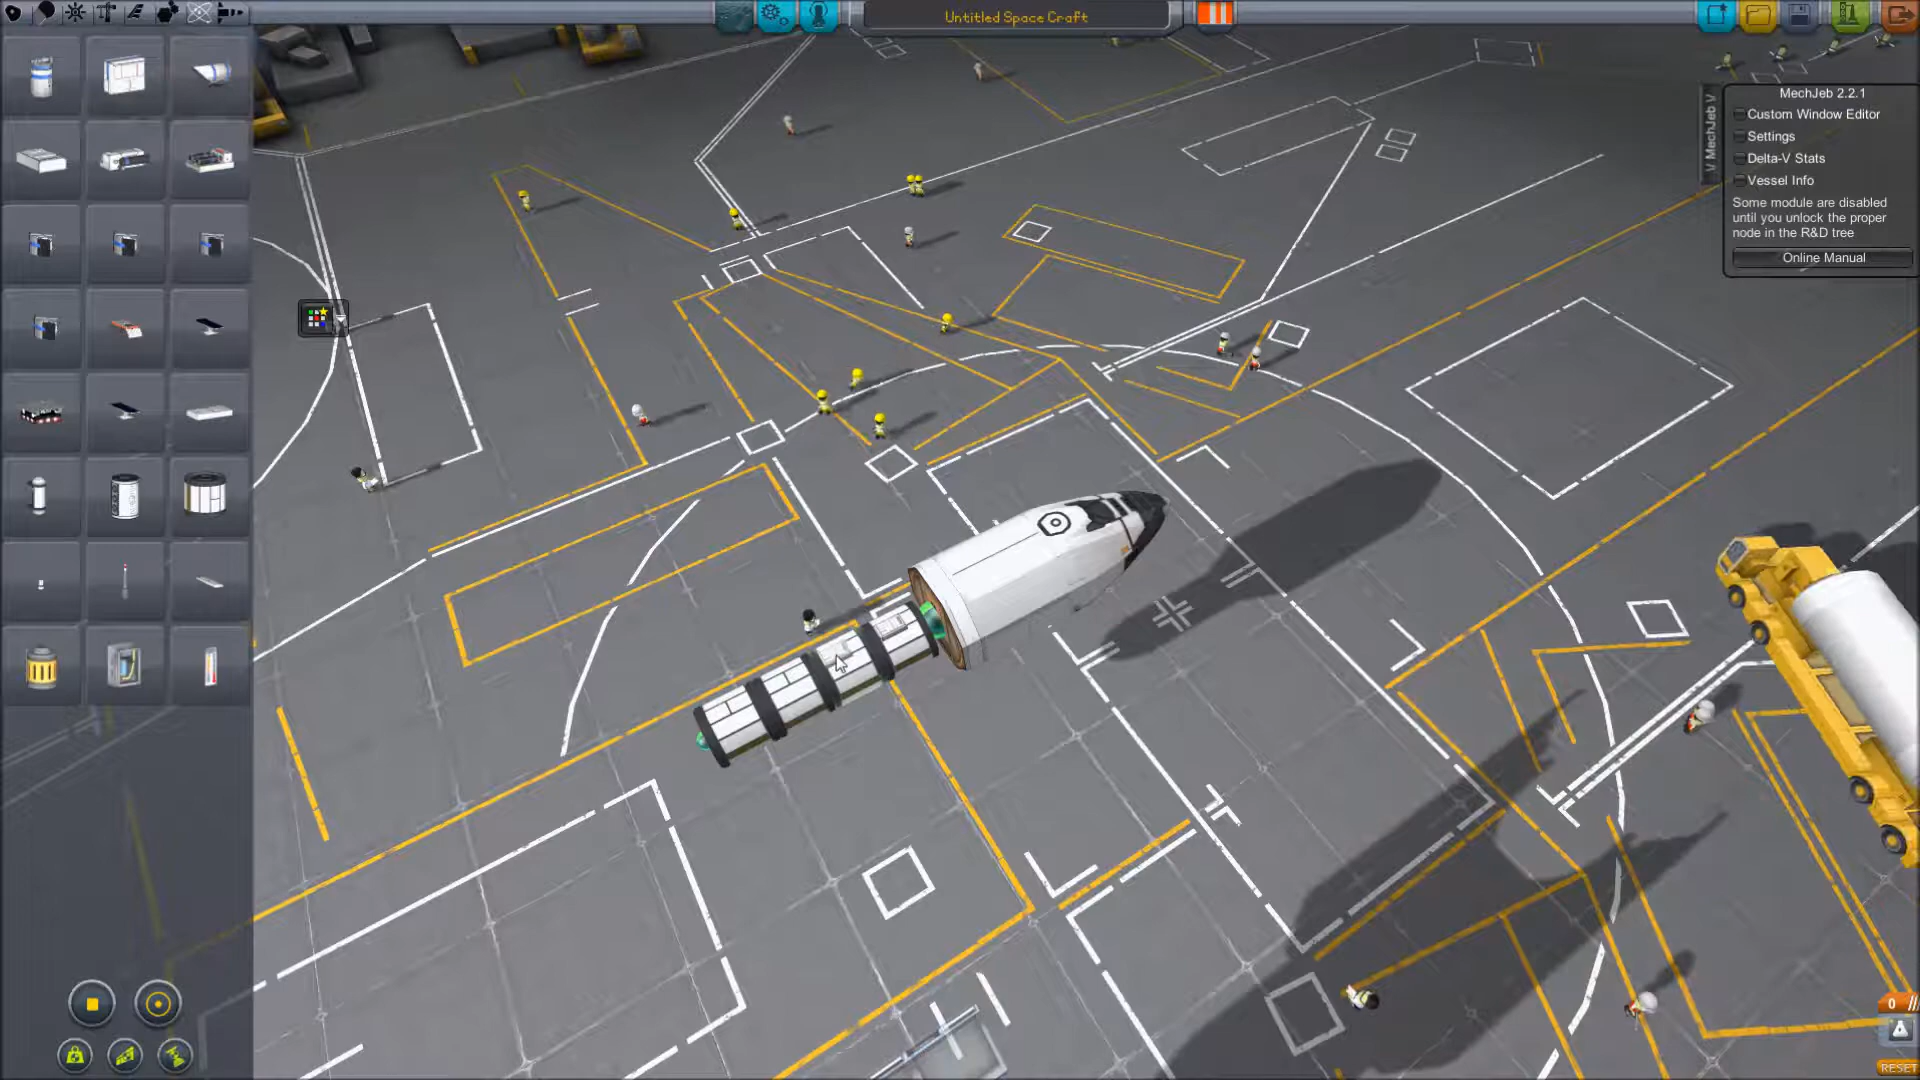 Untitled Space Craft
MechJeb 2.2.1
V MechJeb V
Custom Window Editor
Settings
Delta-V Stats
Vessel Info
Some module are disabled
until you unlock the proper
node in the R&D tree
Online Manual
0
RESET